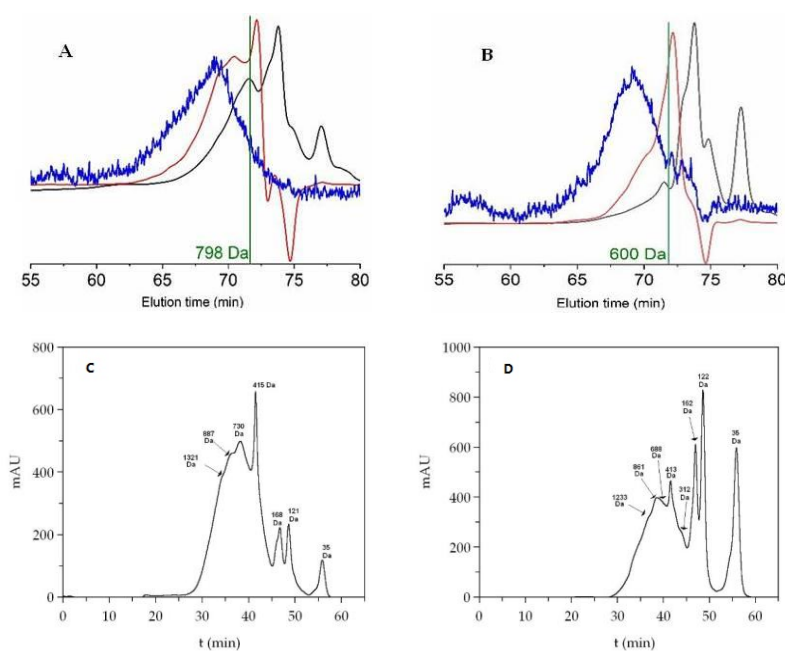 A
798 Da
55 60 65 70 75 80
Elution time (min)
B
600 Da
55 60 65 70 75 80
Elution time (min)
C
800
600
400
200
0
mAU
1321
Da
887
Da
730
Da
415 Da
168
Da
121
Da
35
Da
0 10 20 30 40 50 60
t (min)
D
1000
800
600
400
200
0
mAU
1233
Da
861
Da
688
Da
413
Da
312
Da
162
Da
122
Da
35
Da
0 10 20 30 40 50 60
t (min)